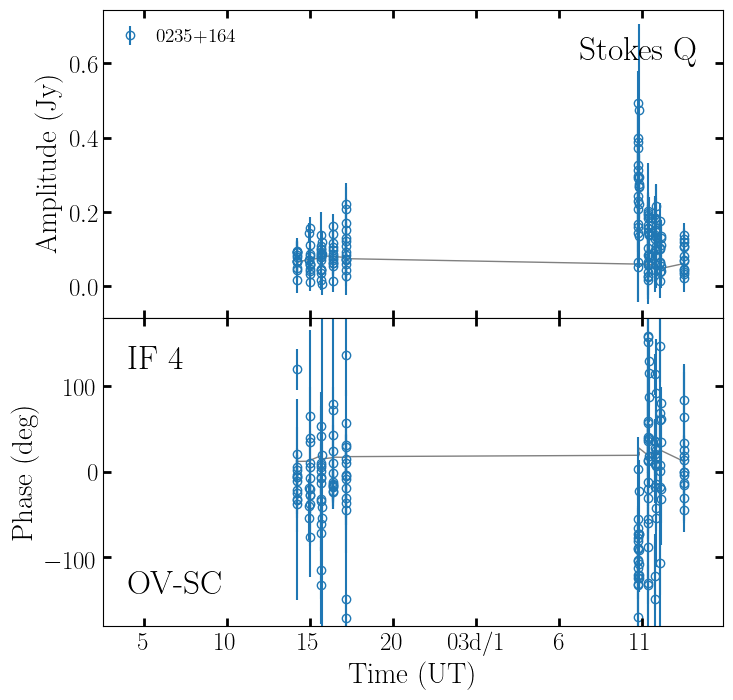 0235+164
Stokes Q
Amplitude (Jy)
0.6
0.4
0.2
0.0
IF 4
Phase (deg)
100
0
−100
OV-SC
5 10 15 20 03d/1 6 11
Time (UT)